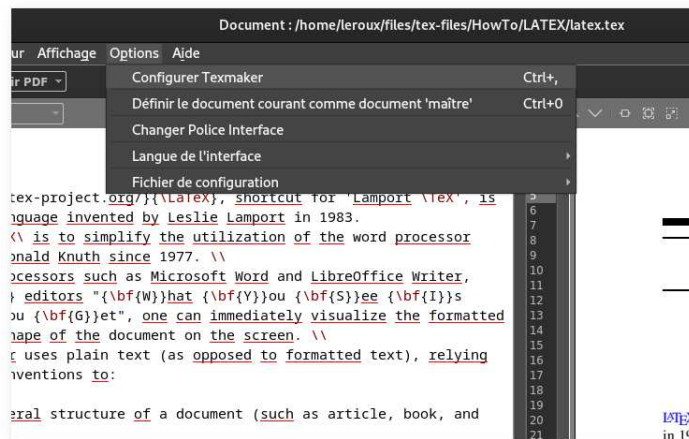 Document : /home/leroux/files/tex-files/HowTo/LATEX/latex.tex
ur Affichage Options Aide
ir PDF
Configurer Texmaker Ctrl+,
Définir le document courant comme document 'maître' Ctrl+0
Changer Police Interface
Langue de l'interface
Fichier de configuration
tex-project.org/}{\LaTeX}, shortcut for 'Lamport \TeX', is
nguage invented by Leslie Lamport in 1983.
X\ is to simplify the utilization of the word processor
onald Knuth since 1977. \\
ocessors such as Microsoft Word and LibreOffice Writer,
} editors "{\bf{W}}hat {\bf{Y}}ou {\bf{S}}ee {\bf{I}}s
ou {\bf{G}}et", one can immediately visualize the formatted
hape of the document on the screen. \\
r uses plain text (as opposed to formatted text), relying
nventions to:
eral structure of a document (such as article, book, and
5
6
7
8
9
10
11
12
13
14
15
16
17
18
19
20
21
LATEX
in 19